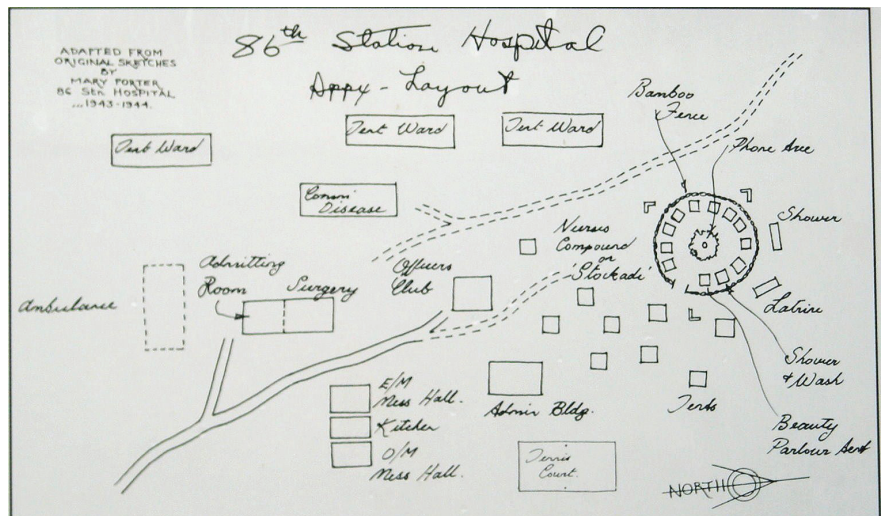 86th Station Hospital
Appx - Layout
ADAPTED FROM
ORIGINAL SKETCHES
BY
MARY PORTER
86 Stn. HOSPITAL
...1943-1944.
Tent Ward
Tent Ward
Tent Ward
Bamboo
Fence
Phone Area
Comm
Disease
Nurses
Compound
or
'Stockade'
Shower
Admitting
Room
Surgery
Officers
Club
Ambulance
Latrine
Shower
& Wash
E/M
Mess Hall.
Kitchen
O/M
Mess Hall.
Admin Bldg.
Tents
Beauty
Parlour
Tennis
Court.
NORTH